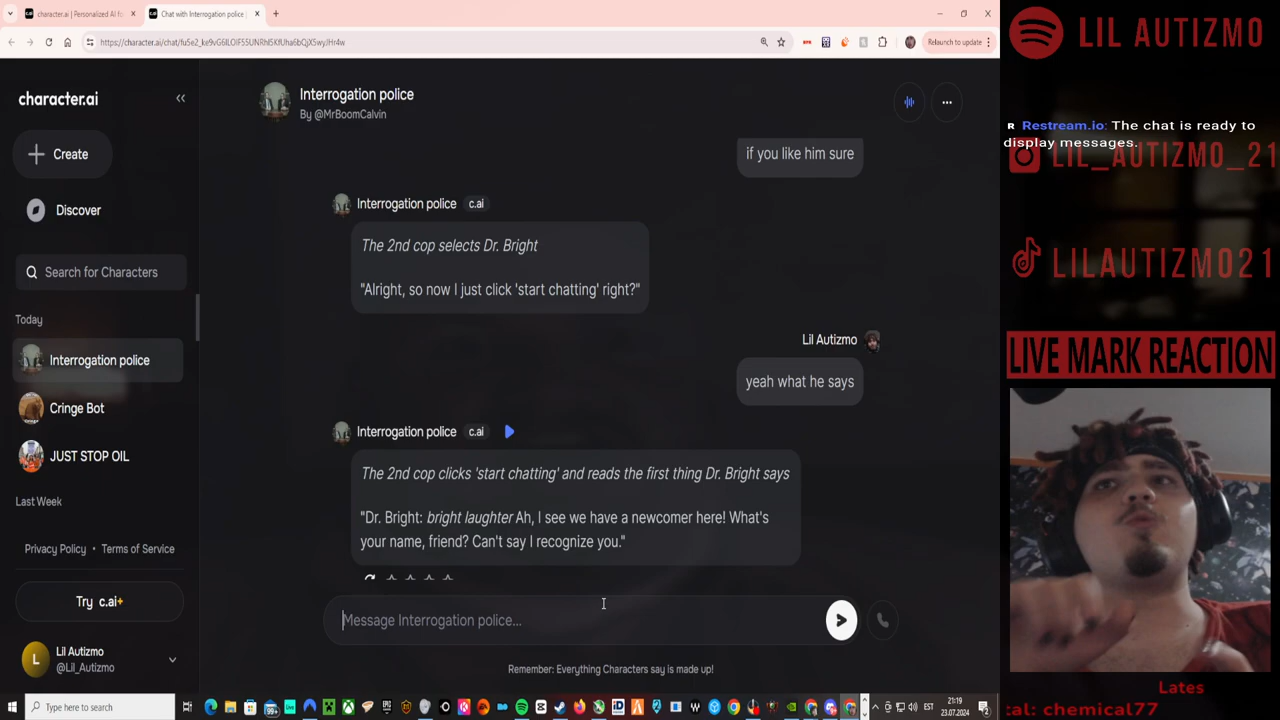 character.ai | Personalized AI fo
Chat with Interrogation police |
https://character.ai/chat/
Relaunch to update
character.ai
Create
Discover
Search for Characters
Today
Interrogation police
Cringe Bot
JUST STOP OIL
Last Week
Privacy Policy • Terms of Service
Try c.ai+
L
Lil Autizmo
@Lil_Autizmo
Interrogation police
By @MrBoomCalvin
if you like him sure
Interrogation police c.ai
The 2nd cop selects Dr. Bright
"Alright, so now I just click 'start chatting' right?"
Lil Autizmo
yeah what he says
Interrogation police c.ai
The 2nd cop clicks 'start chatting' and reads the first thing Dr. Bright says
"Dr. Bright: bright laughter Ah, I see we have a newcomer here! What's
your name, friend? Can't say I recognize you."
Message Interrogation police...
Remember: Everything Characters say is made up!
LIL AUTIZMO
R Restream.io: The chat is ready to
display messages.
LIL_AUTIZMO_21
LILAUTIZMO21
LIVE MARK REACTION
Lates
tal: chemical77
Type here to search
99+
EST
21:19
23.07.2024
2